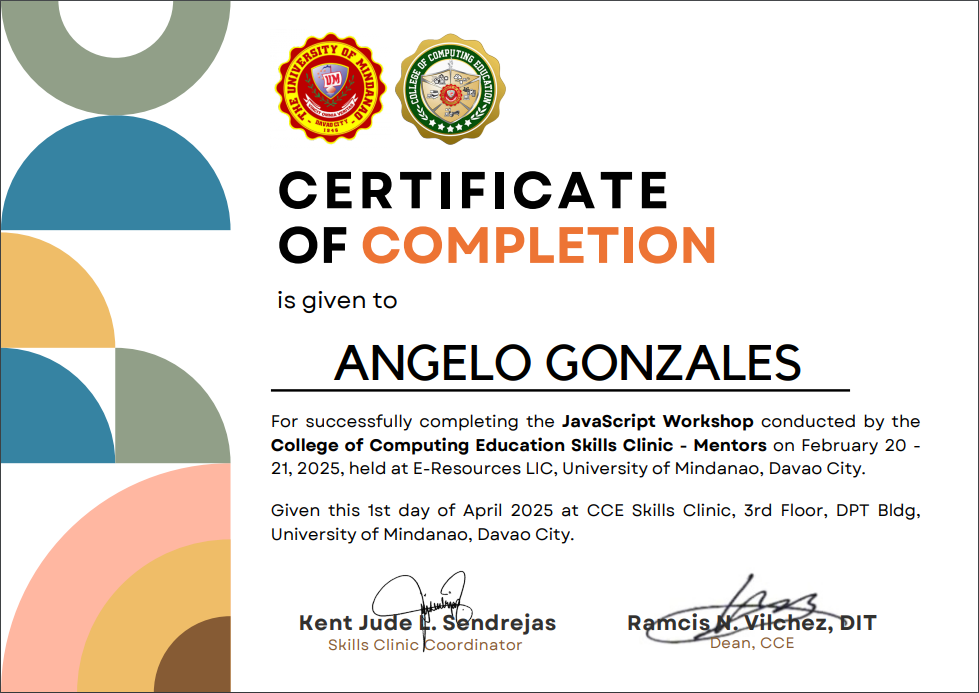 THE UNIVERSITY OF MINDANAO
UM
DAVAO CITY
1946
COLLEGE OF COMPUTING EDUCATION
CERTIFICATE
OF COMPLETION
is given to
ANGELO GONZALES
For successfully completing the JavaScript Workshop conducted by the
College of Computing Education Skills Clinic - Mentors on February 20 -
21, 2025, held at E-Resources LIC, University of Mindanao, Davao City.
Given this 1st day of April 2025 at CCE Skills Clinic, 3rd Floor, DPT Bldg,
University of Mindanao, Davao City.
Kent Jude L. Sendrejas
Skills Clinic Coordinator
Ramcis N. Vilchez, DIT
Dean, CCE